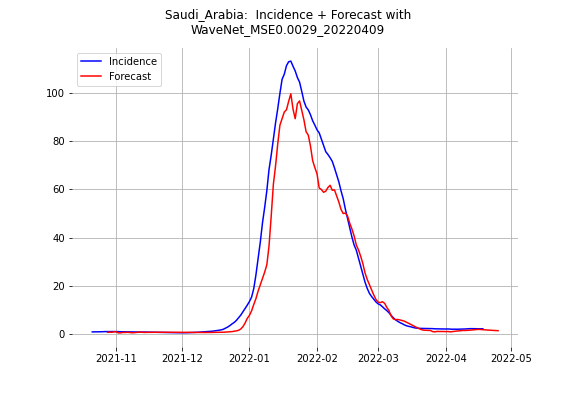 Saudi_Arabia:  Incidence + Forecast with
WaveNet_MSE0.0029_20220409
Incidence
Forecast
100
80
60
40
20
0
2021-11 2021-12 2022-01 2022-02 2022-03 2022-04 2022-05